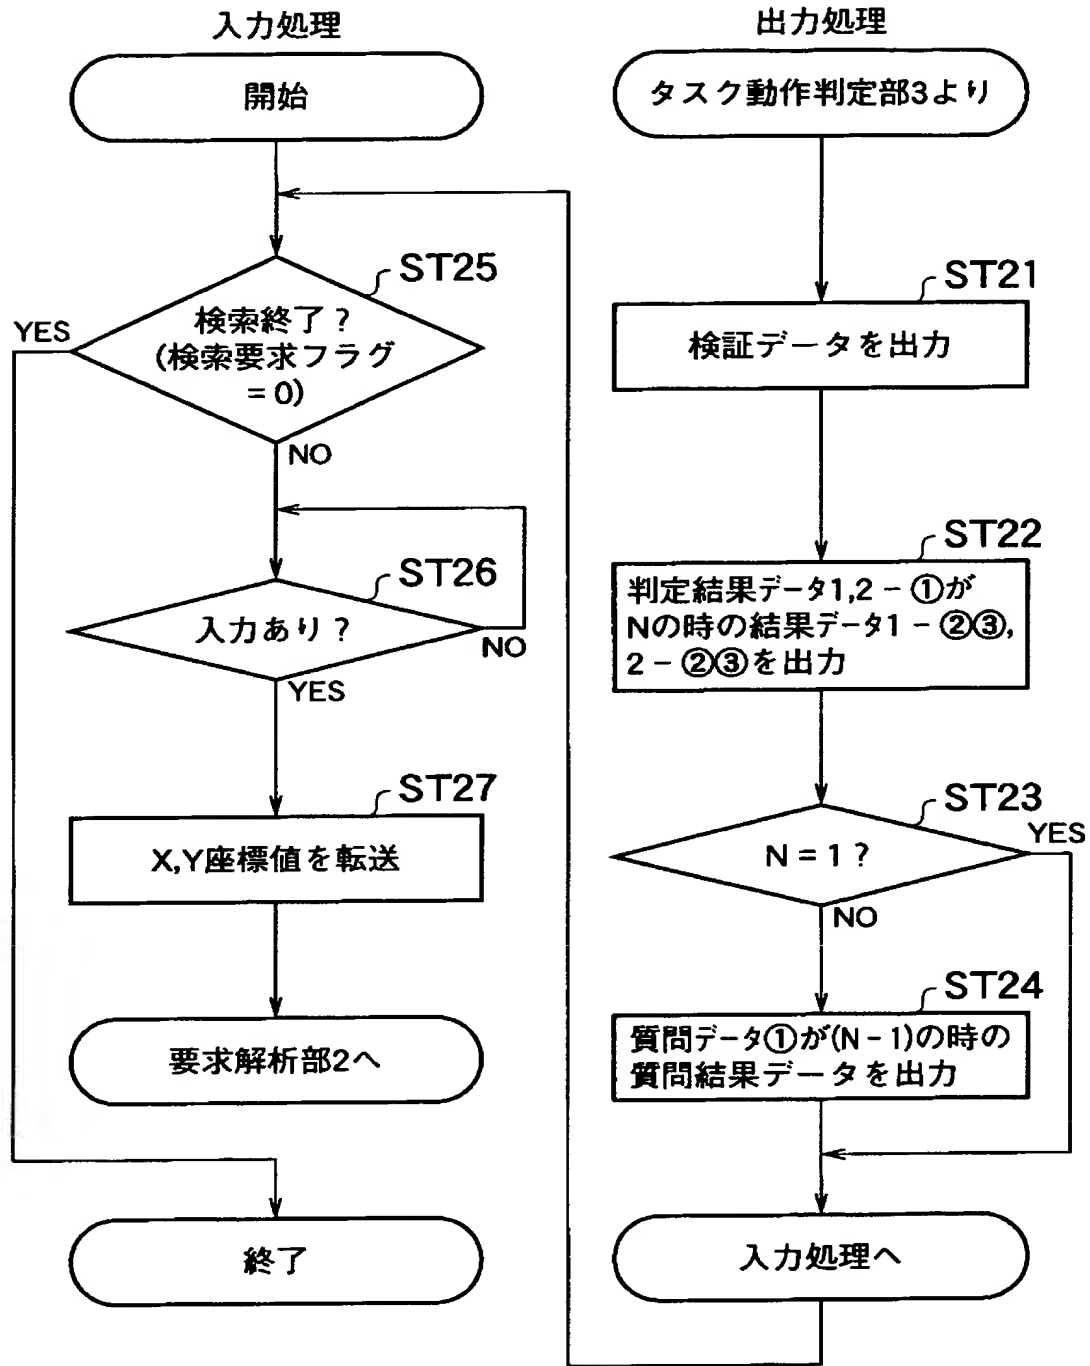 入力処理
開始
ST25
検索終了?
(検索要求フラグ
= 0)
YES
NO
ST26
入力あり?
NO
YES
ST27
X,Y座標値を転送
要求解析部2へ
終了
出力処理
タスク動作判定部3より
ST21
検証データを出力
ST22
判定結果データ1,2 - ①が
Nの時の結果データ1 - ②③,
2 - ②③を出力
ST23
N = 1 ?
YES
NO
ST24
質問データ①が(N - 1)の時の
質問結果データを出力
入力処理へ